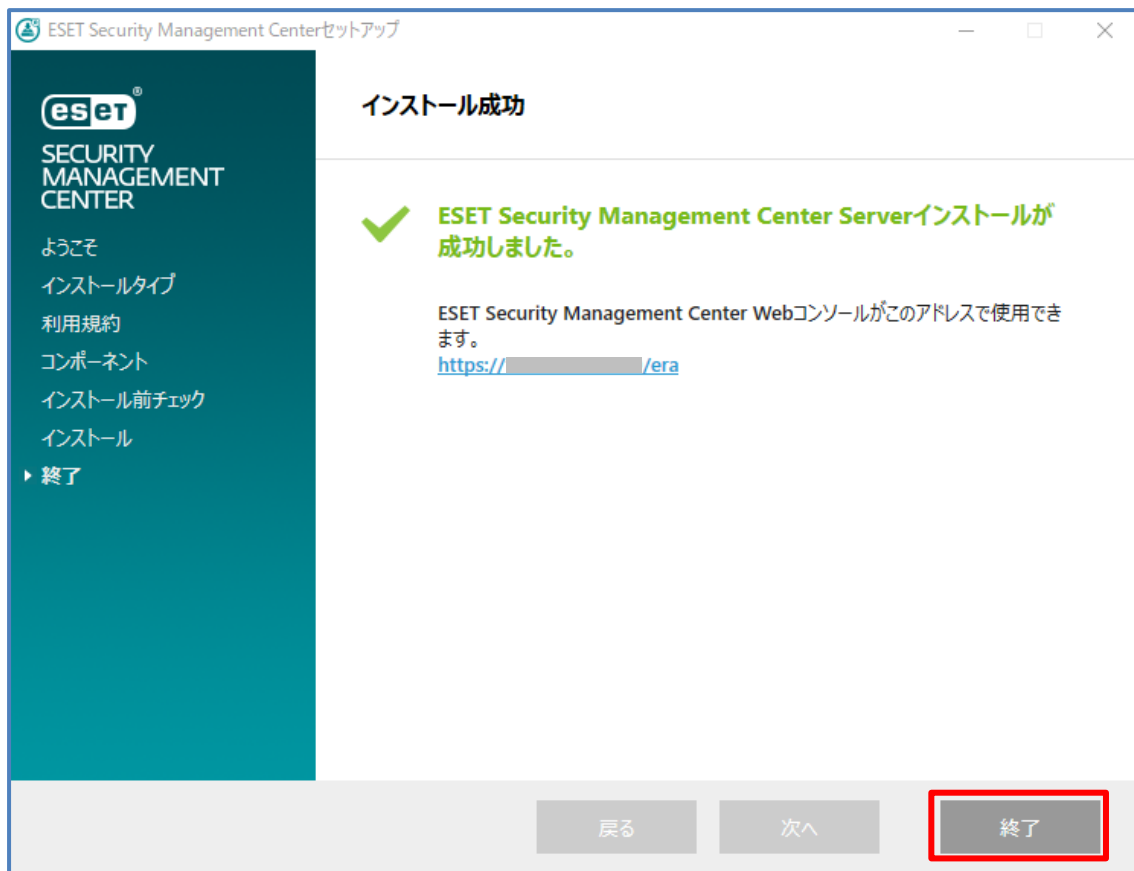 ESET Security Management Centerセットアップ
eset®
SECURITY
MANAGEMENT
CENTER
ようこそ
インストールタイプ
利用規約
コンポーネント
インストール前チェック
インストール
終了
インストール成功
ESET Security Management Center Serverインストールが
成功しました。
ESET Security Management Center Webコンソールがこのアドレスで使用でき
ます。
https:// /era
戻る
次へ
終了